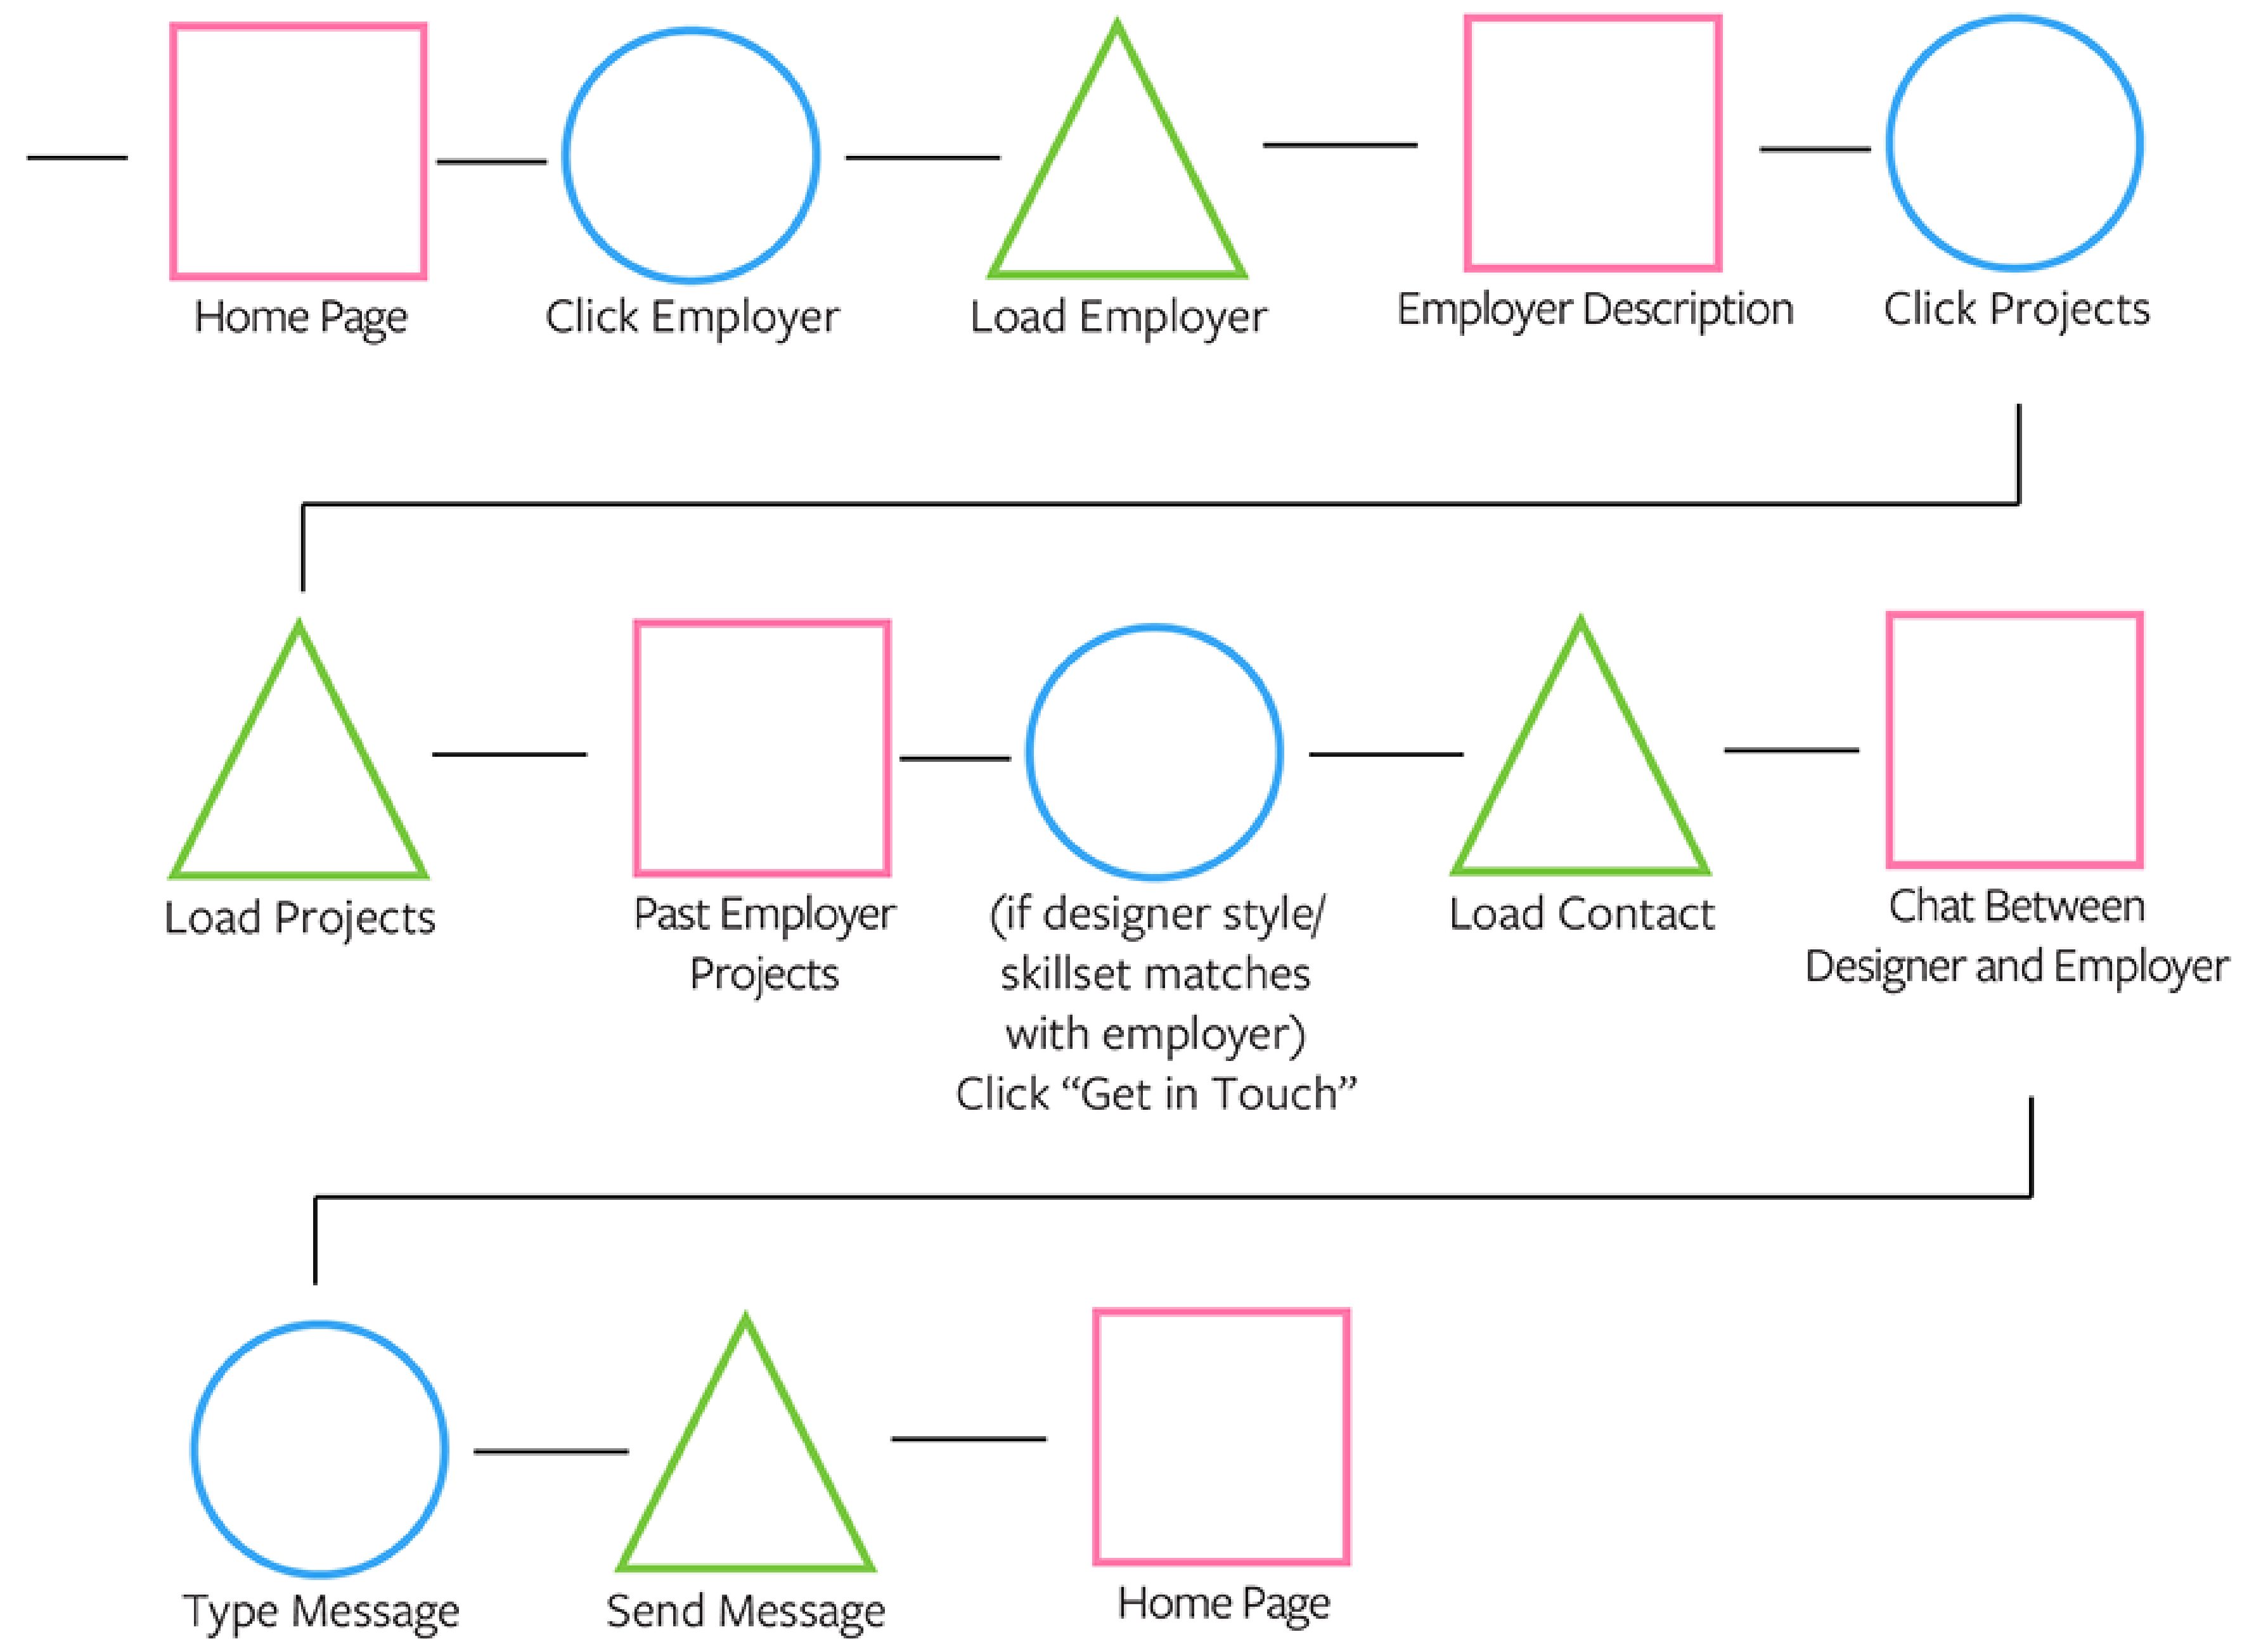 Home Page
Click Employer
Load Employer
Employer Description
Click Projects
Load Projects
Past Employer
Projects
(if designer style/
skillset matches
with employer)
Click “Get in Touch”
Load Contact
Chat Between
Designer and Employer
Type Message
Send Message
Home Page